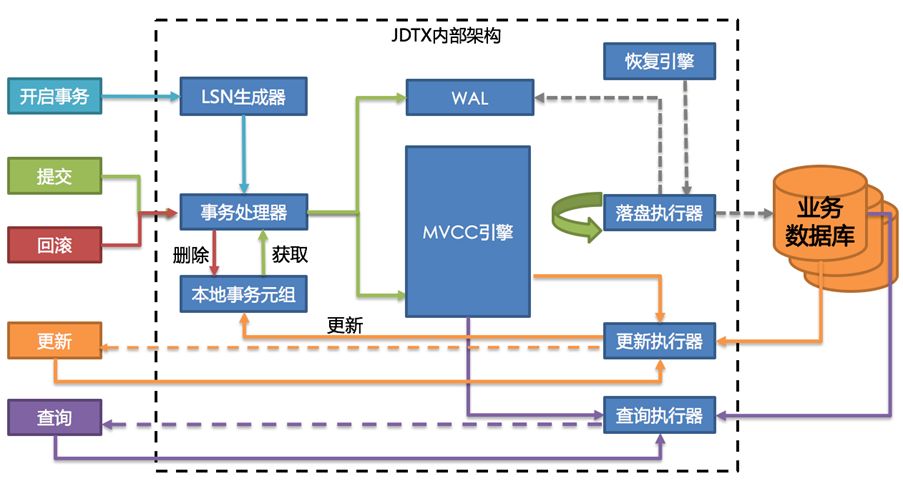 JDTX内部架构
恢复引擎
开启事务
LSN生成器
WAL
提交
事务处理器
落盘执行器
业务
数据库
MVCC引擎
回滚
删除
获取
本地事务元组
更新
更新
更新执行器
查询
查询执行器